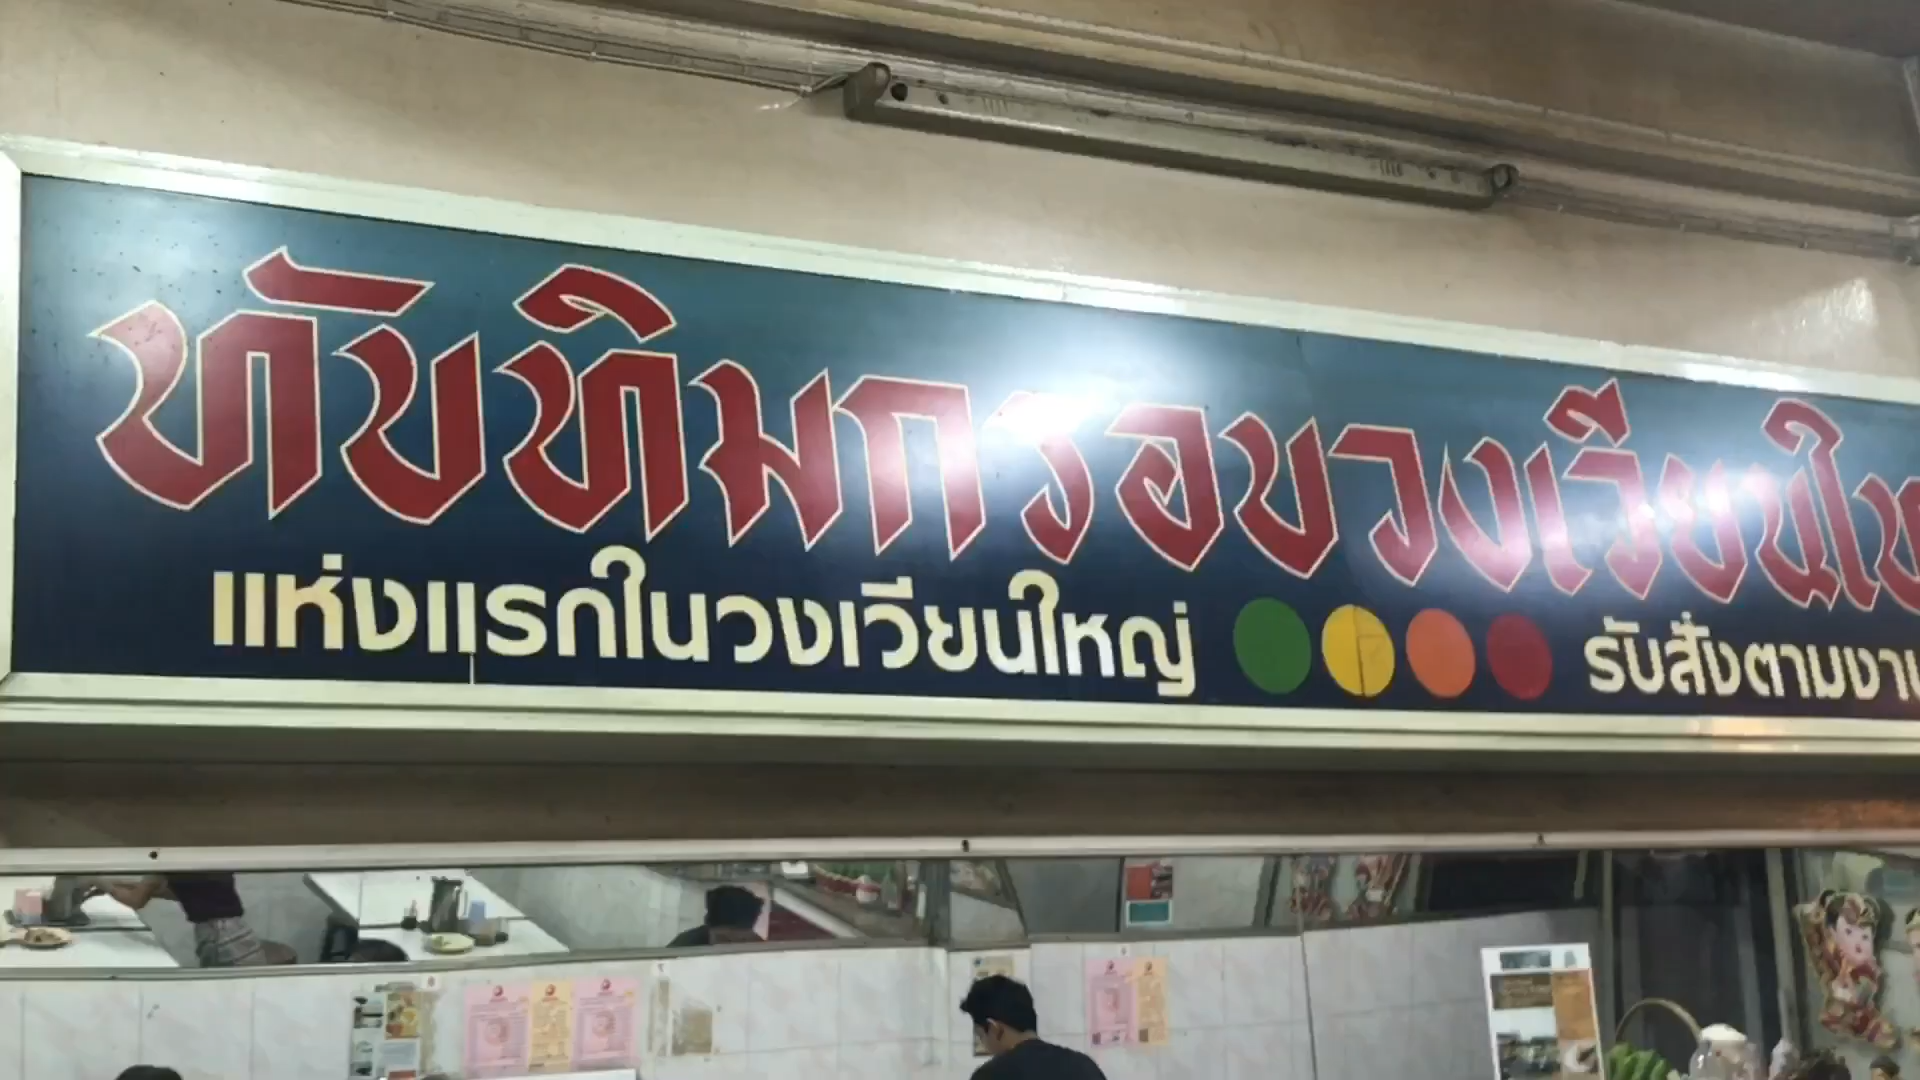 ทับทิมกรอบวงเวียนให
แห่งแรกในวงเวียนใหญ่
รับสั่งตามงาน